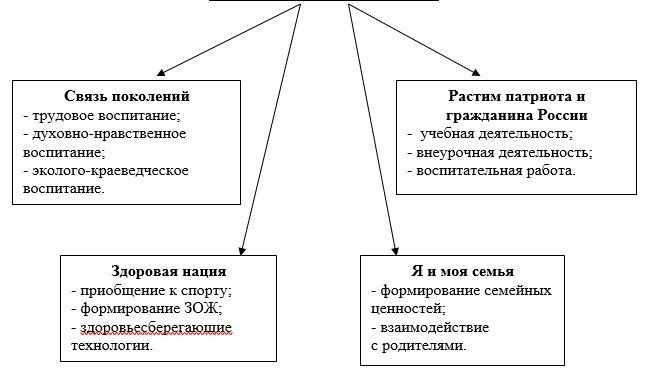 Связь поколений
- трудовое воспитание;
- духовно-нравственное
воспитание;
- эколого-краеведческое
воспитание.
Растим патриота и
гражданина России
- учебная деятельность;
- внеурочная деятельность;
- воспитательная работа.
Здоровая нация
- приобщение к спорту;
- формирование ЗОЖ;
- здоровьесберегающие
технологии.
Я и моя семья
- формирование семейных
ценностей;
- взаимодействие
с родителями.